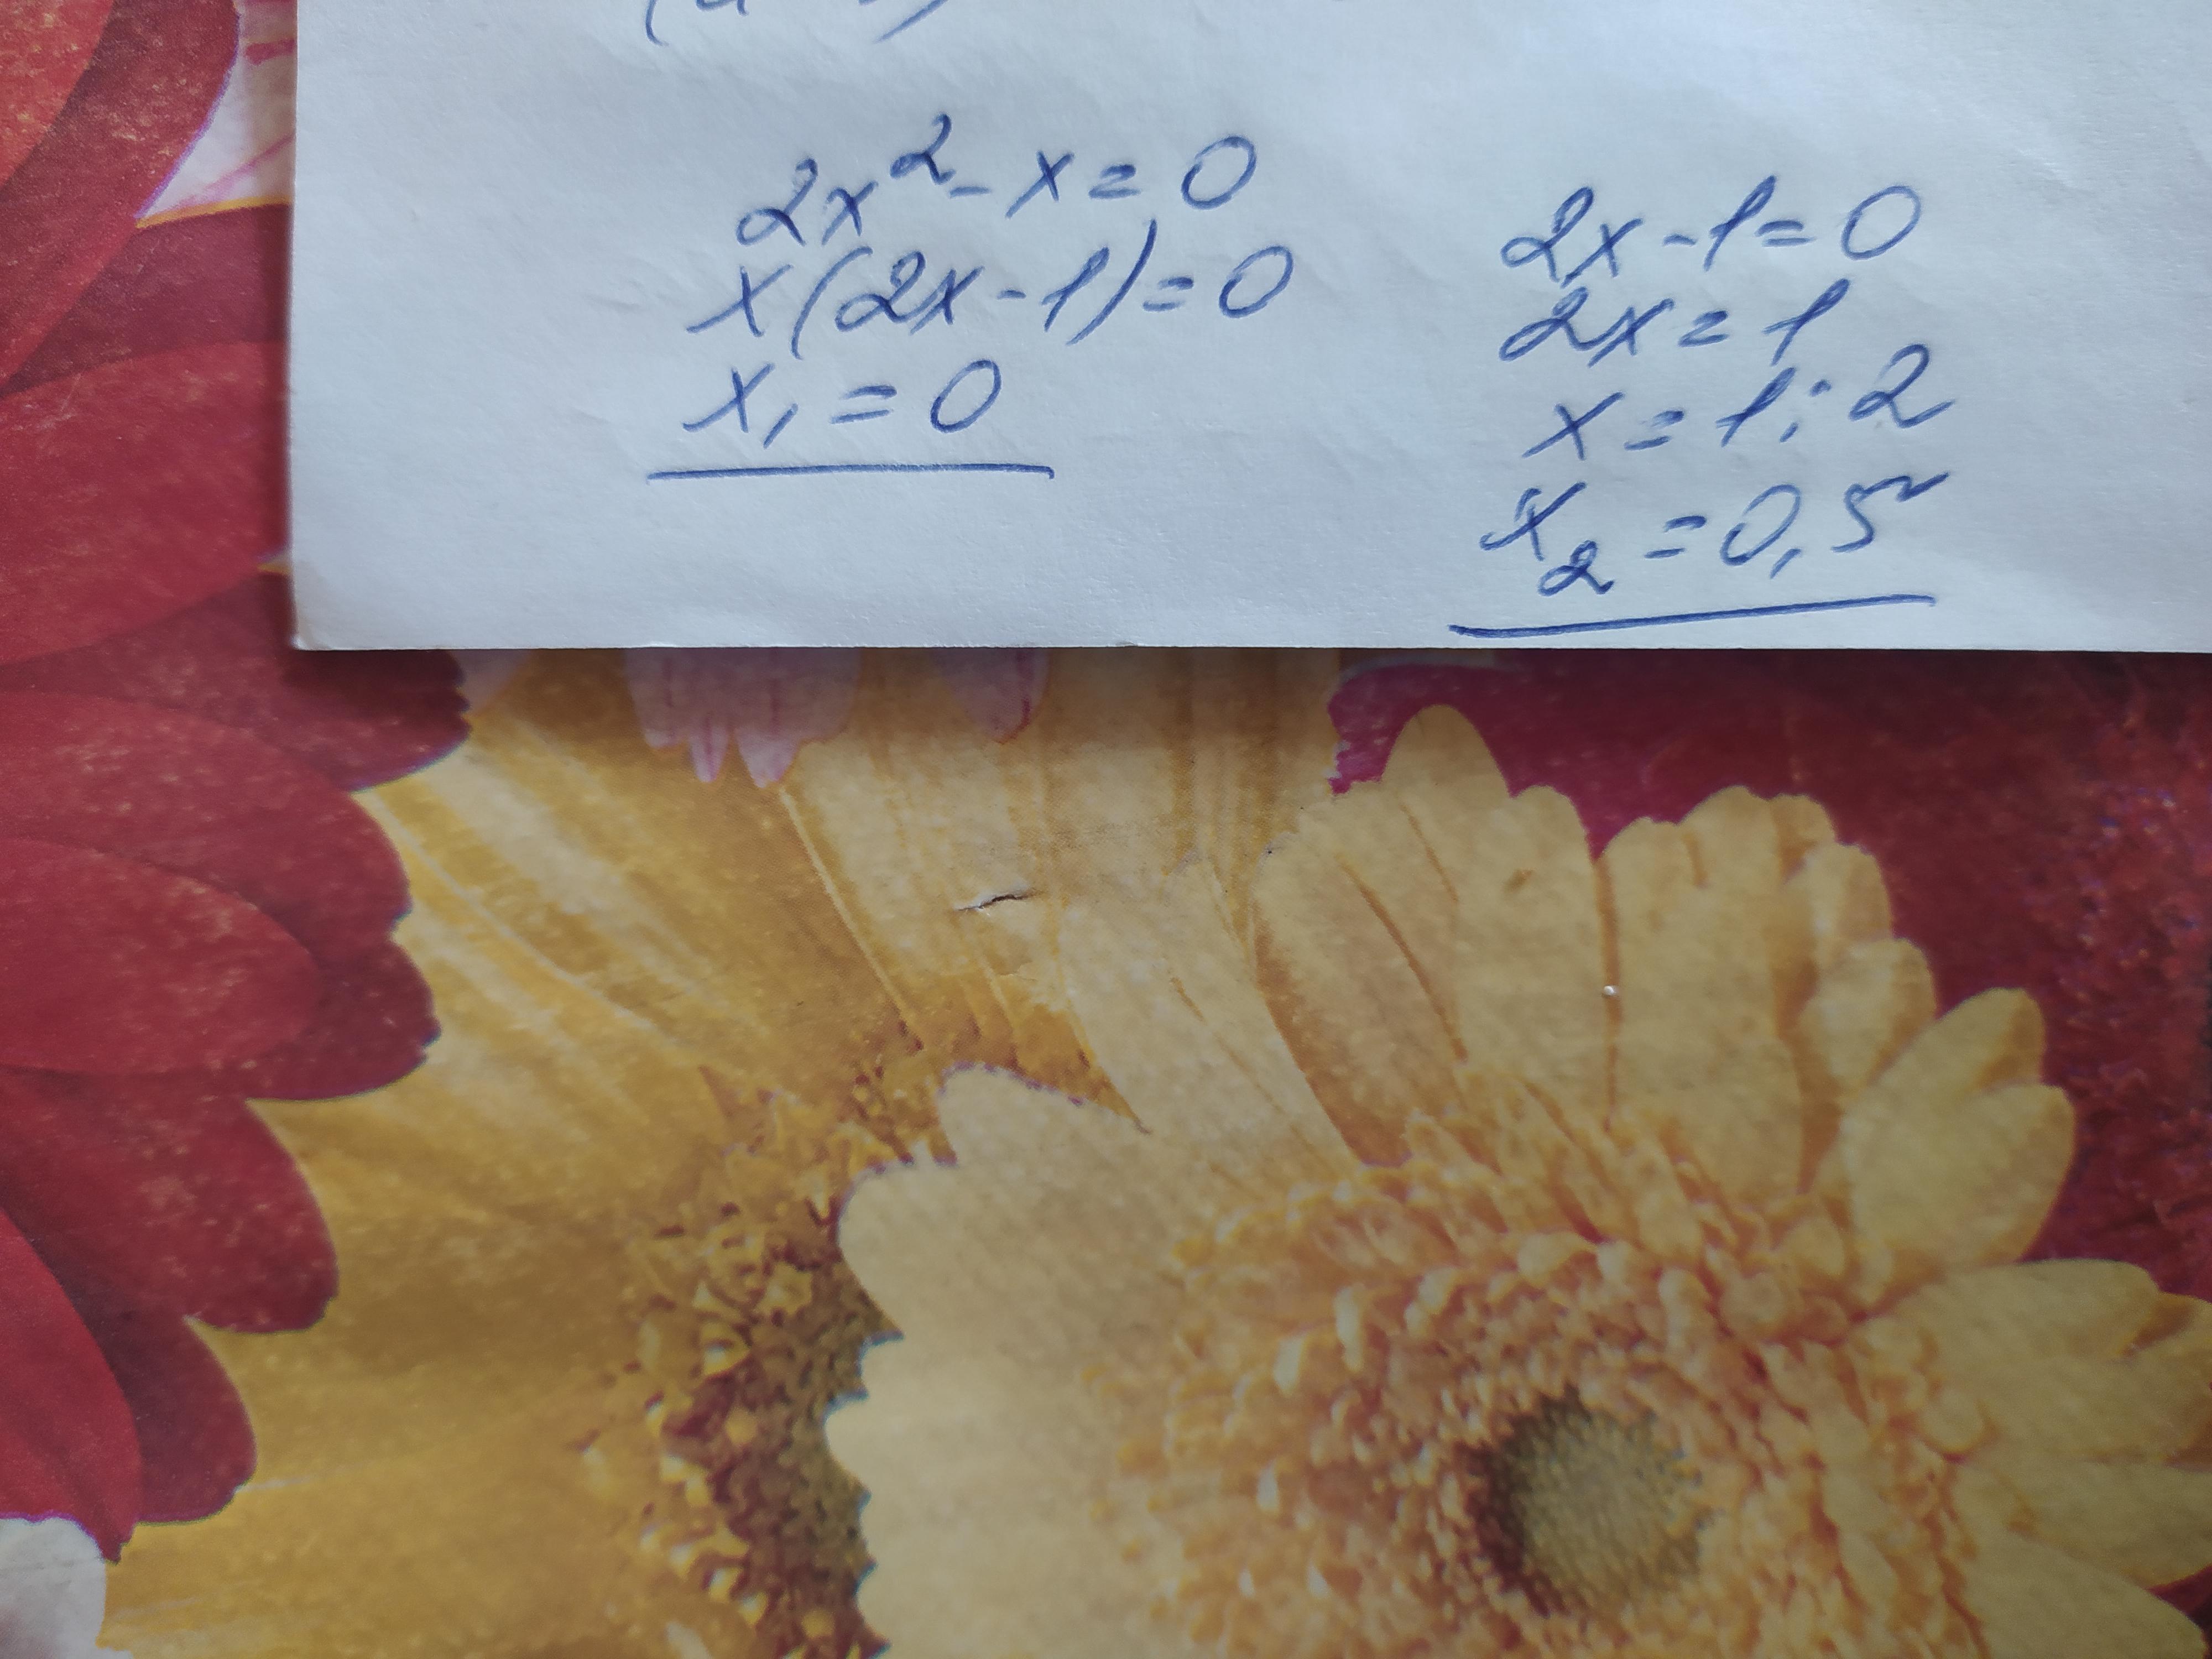 2x² - x = 0
x(2x - 1) = 0
x₁ = 0
2x - 1 = 0
2x = 1
x = 1 : 2
x₂ = 0,5